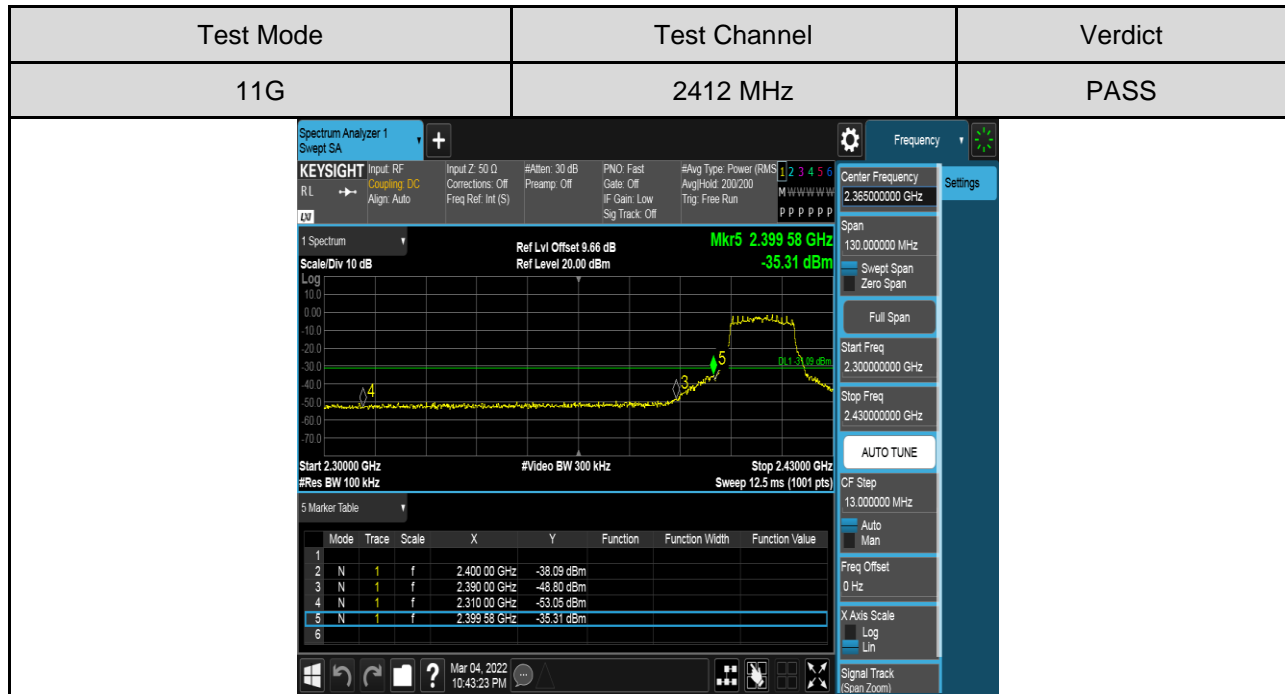 Test Mode Test Channel Verdict
11G 2412 MHz PASS
Spectrum Analyzer 1
Swept SA
+
Frequency
KEYSIGHT
RL
LXI
Input: RF
Coupling: DC
Align: Auto
Input Z: 50 Ω
Corrections: Off
Freq Ref: Int (S)
#Atten: 30 dB
Preamp: Off
PNO: Fast
Gate: Off
IF Gain: Low
Sig Track: Off
#Avg Type: Power (RMS
Avg|Hold: 200/200
Trig: Free Run
1 2 3 4 5 6
M W W W W W
P P P P P P
1 Spectrum
Scale/Div 10 dB
Ref Lvl Offset 9.66 dB
Ref Level 20.00 dBm
Mkr5 2.399 58 GHz
-35.31 dBm
Log
10.0
0.00
-10.0
-20.0
-30.0
-40.0
-50.0
-60.0
-70.0
4
3
5
DL1 -31.09 dBm
Start 2.30000 GHz #Video BW 300 kHz Stop 2.43000 GHz
#Res BW 100 kHz Sweep 12.5 ms (1001 pts)
5 Marker Table
Mode Trace Scale X Y Function Function Width Function Value
1
2 N 1 f 2.400 00 GHz -38.09 dBm
3 N 1 f 2.390 00 GHz -48.80 dBm
4 N 1 f 2.310 00 GHz -53.05 dBm
5 N 1 f 2.399 58 GHz -35.31 dBm
6
?
Mar 04, 2022
10:43:23 PM
Settings
Center Frequency
2.365000000 GHz
Span
130.000000 MHz
Swept Span
Zero Span
Full Span
Start Freq
2.300000000 GHz
Stop Freq
2.430000000 GHz
AUTO TUNE
CF Step
13.000000 MHz
Auto
Man
Freq Offset
0 Hz
X Axis Scale
Log
Lin
Signal Track
(Span Zoom)